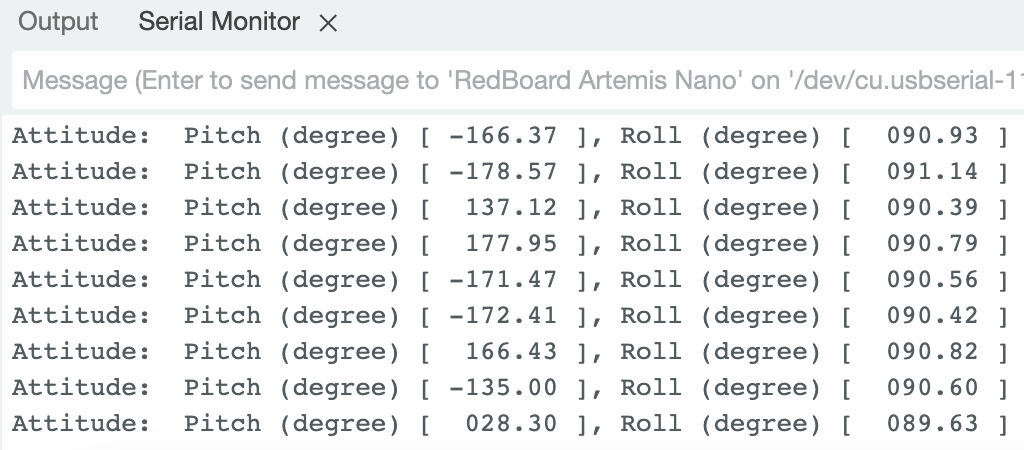 Output Serial Monitor ×
Message (Enter to send message to 'RedBoard Artemis Nano' on '/dev/cu.usbserial-11
Attitude: Pitch (degree) [ -166.37 ], Roll (degree) [ 090.93 ]
Attitude: Pitch (degree) [ -178.57 ], Roll (degree) [ 091.14 ]
Attitude: Pitch (degree) [ 137.12 ], Roll (degree) [ 090.39 ]
Attitude: Pitch (degree) [ 177.95 ], Roll (degree) [ 090.79 ]
Attitude: Pitch (degree) [ -171.47 ], Roll (degree) [ 090.56 ]
Attitude: Pitch (degree) [ -172.41 ], Roll (degree) [ 090.42 ]
Attitude: Pitch (degree) [ 166.43 ], Roll (degree) [ 090.82 ]
Attitude: Pitch (degree) [ -135.00 ], Roll (degree) [ 090.60 ]
Attitude: Pitch (degree) [ 028.30 ], Roll (degree) [ 089.63 ]